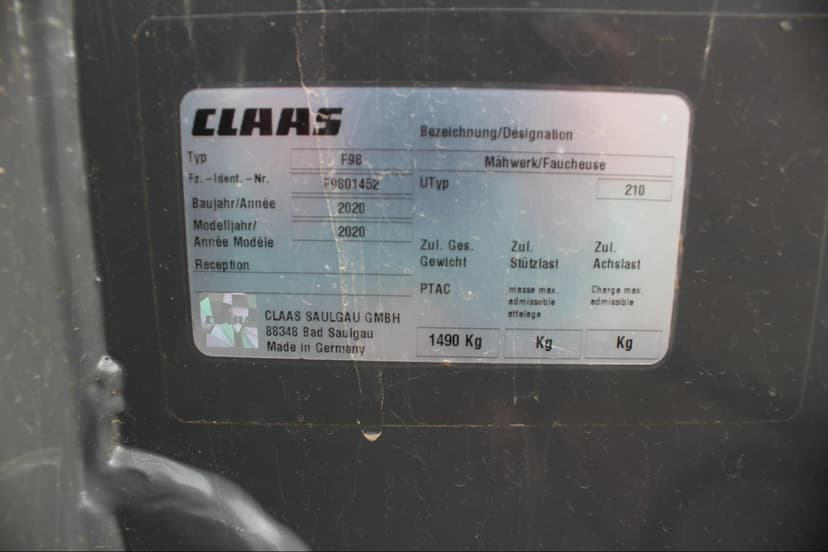 CLAAS
Bezeichnung/Désignation
Typ F98 Mähwerk/Faucheuse
Fz.-Ident.-Nr. F9801452 UTyp 210
Baujahr/Année 2020
Modelljahr/ 2020
Année Modèle
Zul. Ges. Zul. Zul.
Gewicht Stützlast Achslast
Reception
PTAC masse max. Charge max.
admissoble admissible
attelage
CLAAS SAULGAU GMBH
88348 Bad Saulgau
Made in Germany
1490 Kg Kg Kg